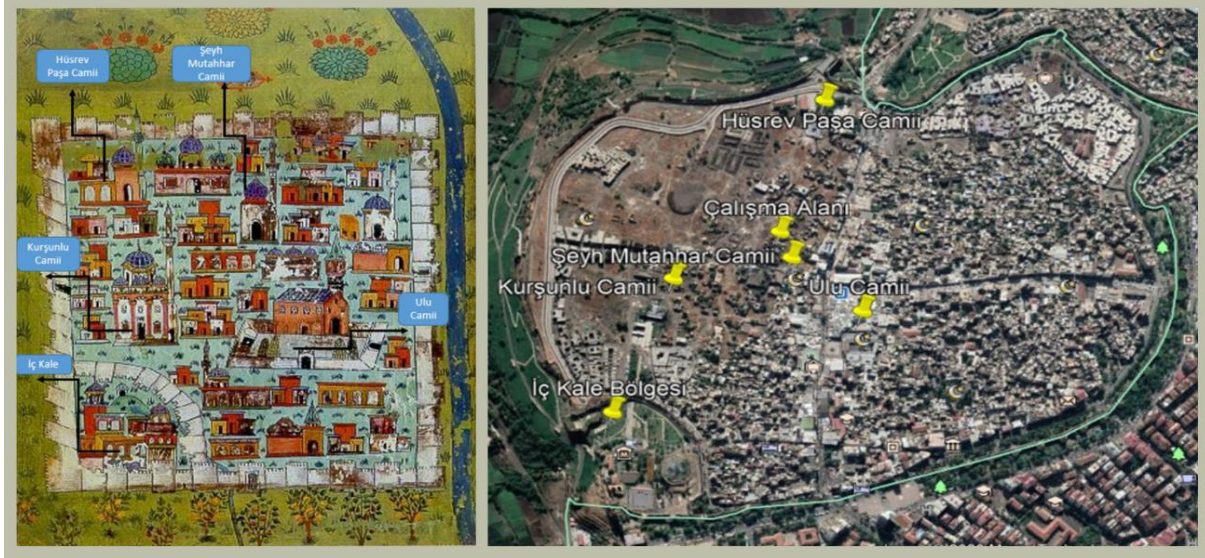 Hüsrev
Paşa Camii
Şeyh
Mutahhar
Camii
Kurşunlu
Camii
Ulu
Camii
İç Kale
Hüsrev Paşa Camii
Çalışma Alanı
Şeyh Mutahhar Camii
Kurşunlu Camii
Ulu Camii
İç Kale Bölgesi